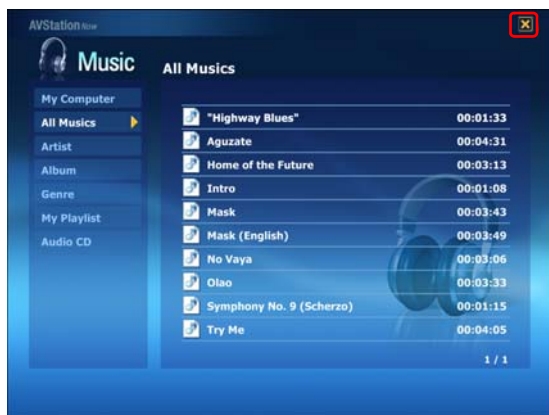 AVStation Now
Music
All Musics
My Computer
All Musics
Artist
Album
Genre
My Playlist
Audio CD
"Highway Blues" 00:01:33
Aguzate 00:04:31
Home of the Future 00:03:13
Intro 00:01:08
Mask 00:03:43
Mask (English) 00:03:49
No Vaya 00:03:06
Olao 00:03:33
Symphony No. 9 (Scherzo) 00:01:15
Try Me 00:04:05
1 / 1